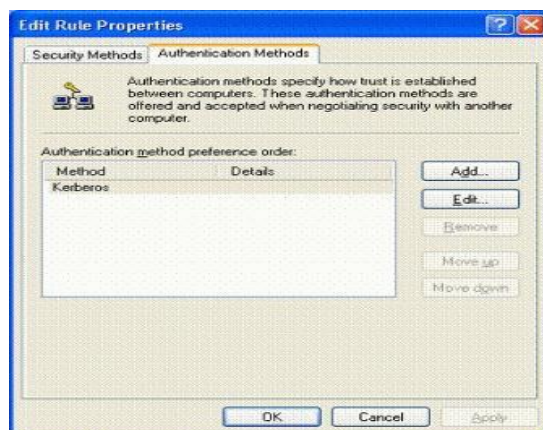 Edit Rule Properties
Security Methods Authentication Methods
Authentication methods specify how trust is established
between computers. These authentication methods are
offered and accepted when negotiating security with another
computer.
Authentication method preference order:
Method Details
Kerberos
Add...
Edit...
Remove
Move up
Move down
OK Cancel Apply